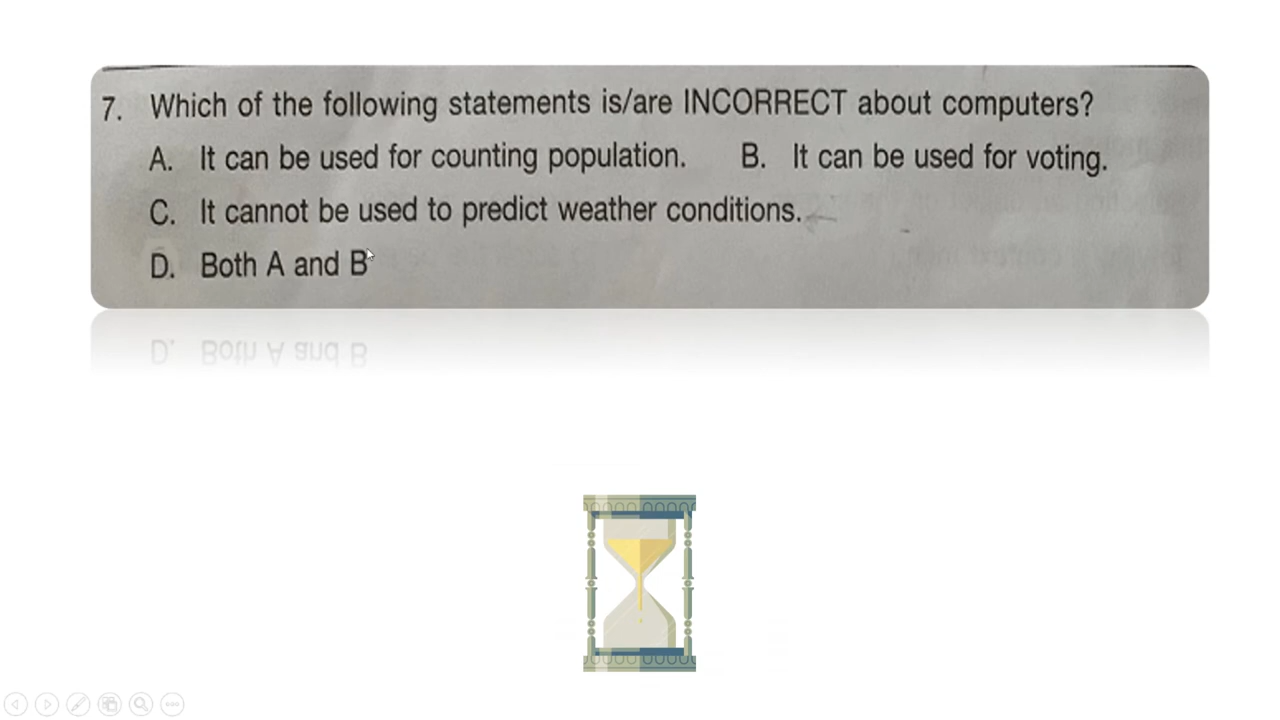 7. Which of the following statements is/are INCORRECT about computers?
A. It can be used for counting population. B. It can be used for voting.
C. It cannot be used to predict weather conditions.
D. Both A and B